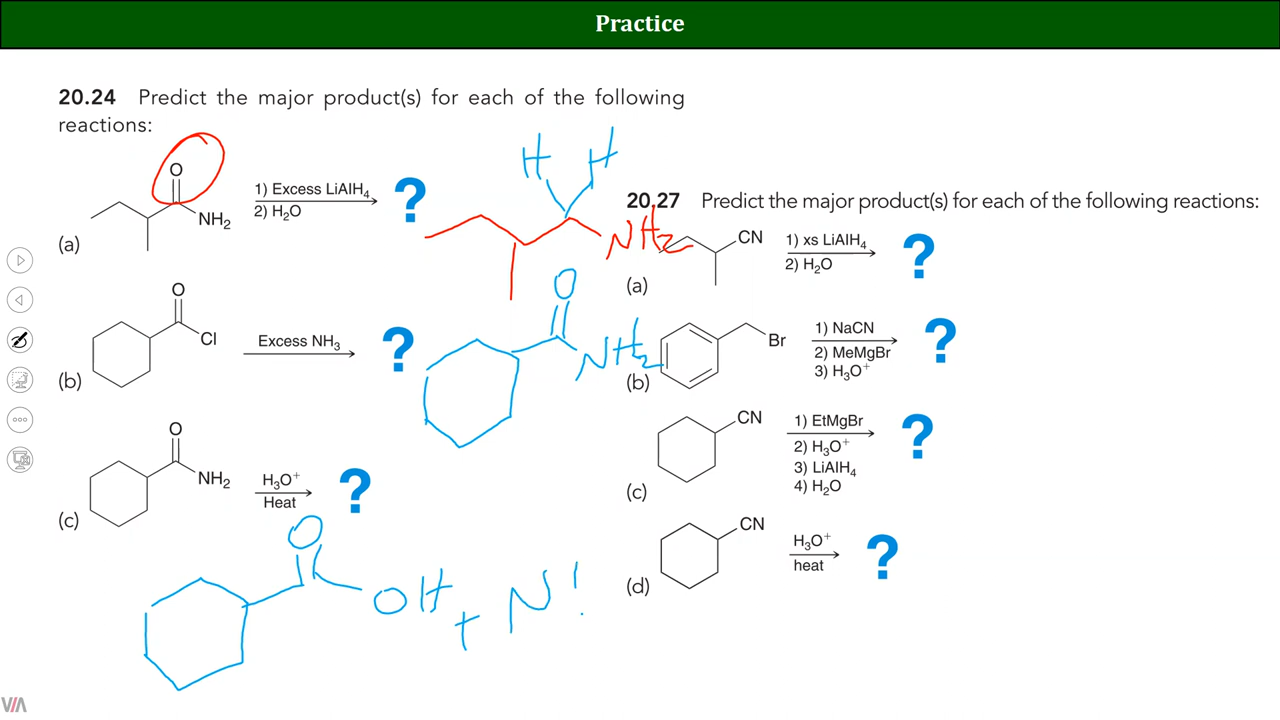 Practice
20.24 Predict the major product(s) for each of the following
reactions:
O
NH₂
1) Excess LiAlH₄
2) H₂O
?
(a)
H H
NH₂
O
Cl
Excess NH₃
?
(b)
O
NH₂
O
NH₂
H₃O⁺
Heat
?
(c)
O
OH + N
20.27 Predict the major product(s) for each of the following reactions:
CN
1) xs LiAlH₄
2) H₂O
?
(a)
Br
1) NaCN
2) MeMgBr
3) H₃O⁺
?
(b)
CN
1) EtMgBr
2) H₃O⁺
3) LiAlH₄
4) H₂O
?
(c)
CN
H₃O⁺
heat
?
(d)
VIA